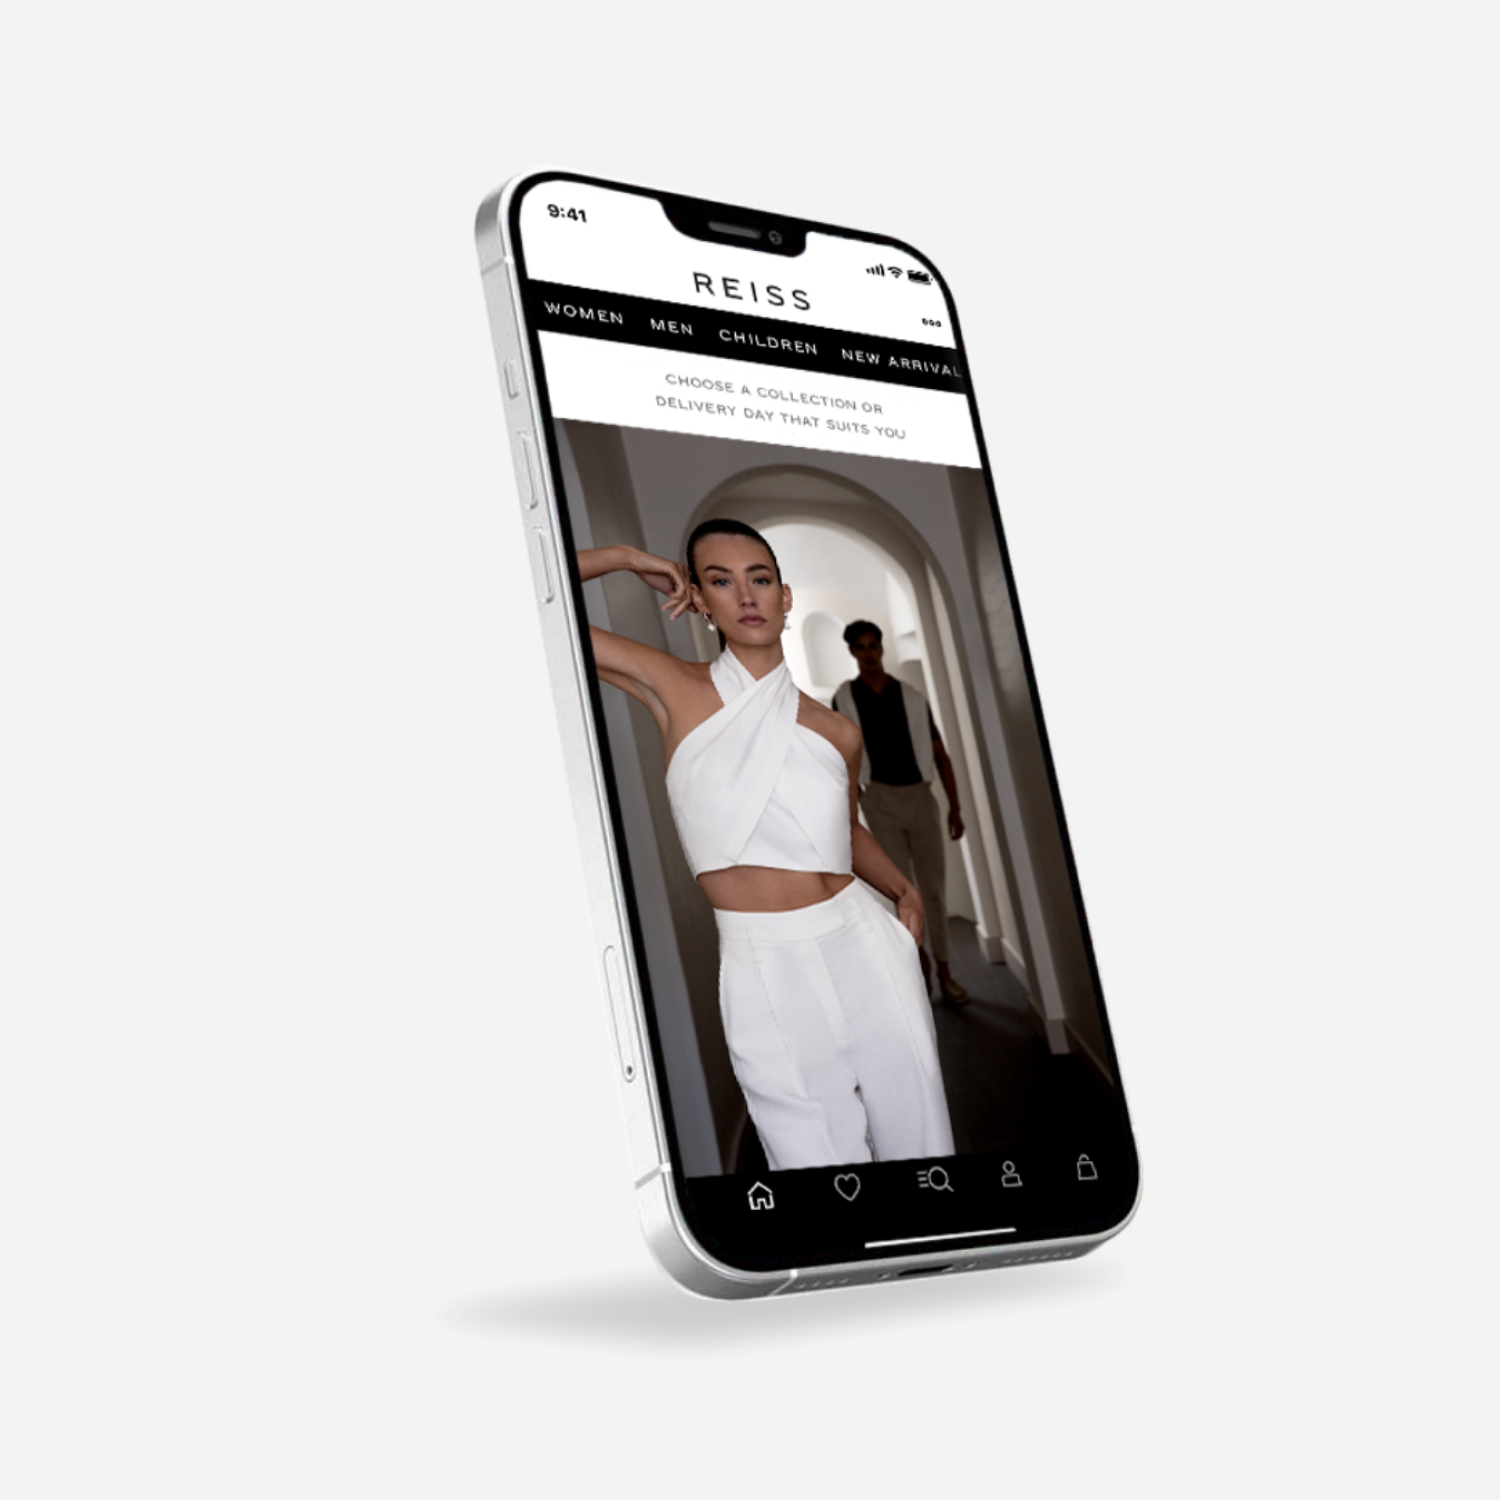 9:41
REISS
WOMEN MEN CHILDREN NEW ARRIVAL
CHOOSE A COLLECTION OR
DELIVERY DAY THAT SUITS YOU